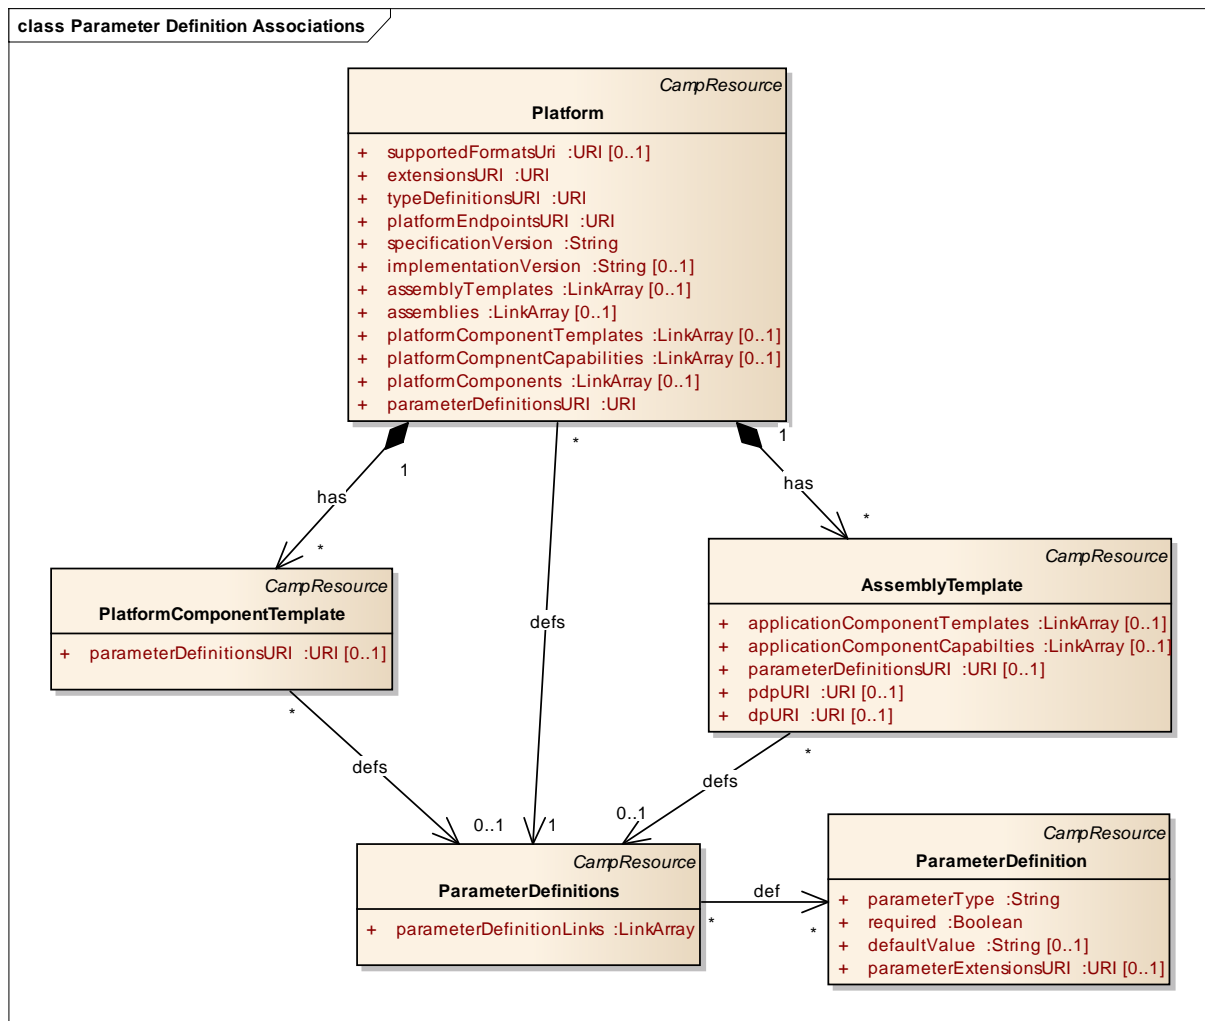 class Parameter Definition Associations
CampResource
Platform
+ supportedFormatsUri :URI [0..1]
+ extensionsURI :URI
+ typeDefinitionsURI :URI
+ platformEndpointsURI :URI
+ specificationVersion :String
+ implementationVersion :String [0..1]
+ assemblyTemplates :LinkArray [0..1]
+ assemblies :LinkArray [0..1]
+ platformComponentTemplates :LinkArray [0..1]
+ platformCompnentCapabilities :LinkArray [0..1]
+ platformComponents :LinkArray [0..1]
+ parameterDefinitionsURI :URI
1
*
1
has
has
*
*
CampResource
PlatformComponentTemplate
+ parameterDefinitionsURI :URI [0..1]
CampResource
AssemblyTemplate
+ applicationComponentTemplates :LinkArray [0..1]
+ applicationComponentCapabilties :LinkArray [0..1]
+ parameterDefinitionsURI :URI [0..1]
+ pdpURI :URI [0..1]
+ dpURI :URI [0..1]
defs
*
*
defs
defs
0..1
1
0..1
CampResource
ParameterDefinitions
+ parameterDefinitionLinks :LinkArray
def
*
*
CampResource
ParameterDefinition
+ parameterType :String
+ required :Boolean
+ defaultValue :String [0..1]
+ parameterExtensionsURI :URI [0..1]